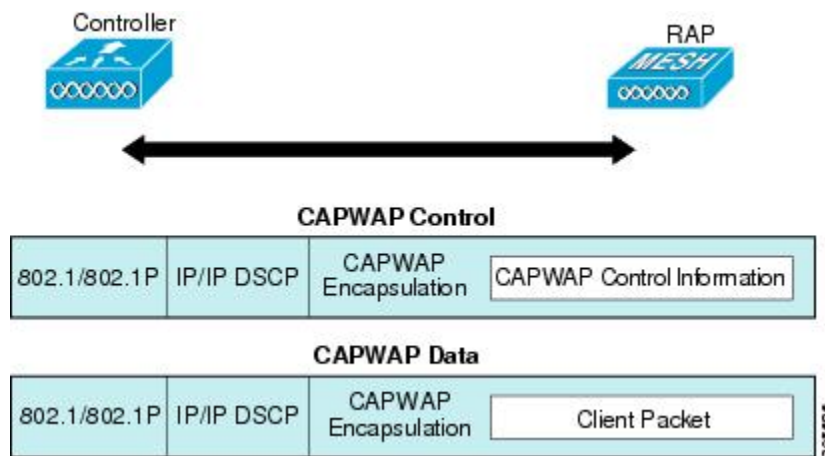 Controller
RAP
MESH
CAPWAP Control
802.1/802.1P IP/IP DSCP CAPWAP Encapsulation CAPWAP Control Information
CAPWAP Data
802.1/802.1P IP/IP DSCP CAPWAP Encapsulation Client Packet